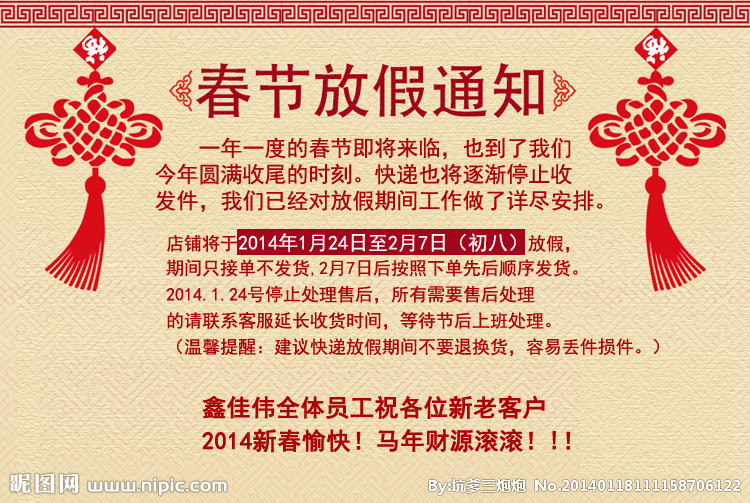 春节放假通知
一年一度的春节即将来临，也到了我们
今年圆满收尾的时刻。快递也将逐渐停止收
发件，我们已经对放假期间工作做了详尽安排。
店铺将于2014年1月24日至2月7日（初八）放假，
期间只接单不发货，2月7日后按照下单先后顺序发货。
2014.1.24号停止处理售后，所有需要售后处理
的请联系客服延长收货时间，等待节后上班处理。
（温馨提醒：建议快递放假期间不要退换货，容易丢件损件。）
鑫佳伟全体员工祝各位新老客户
2014新春愉快！马年财源滚滚！！！
昵图网 www.nipic.com
By:坑爹三炮炮 No.20140118111158706122